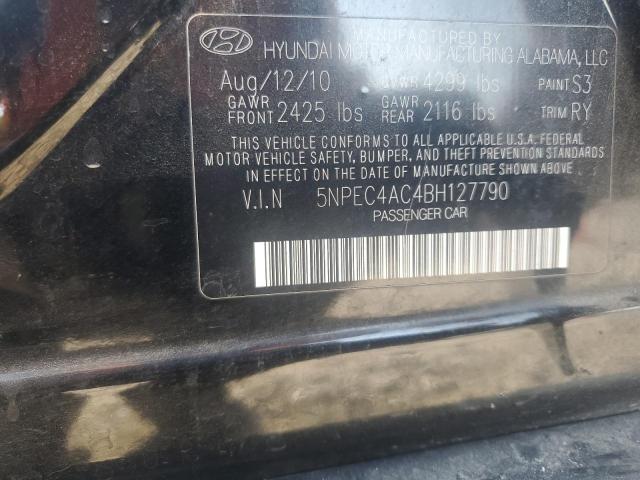 MANUFACTURED BY
HYUNDAI MOTOR MANUFACTURING ALABAMA, LLC
Aug/12/10 GVWR 4299 lbs PAINT S3
GAWR FRONT 2425 lbs GAWR REAR 2116 lbs TRIM RY
THIS VEHICLE CONFORMS TO ALL APPLICABLE U.S.A. FEDERAL
MOTOR VEHICLE SAFETY, BUMPER, AND THEFT PREVENTION STANDARDS
IN EFFECT ON THE DATE OF MANUFACTURE SHOWN ABOVE
V.I.N 5NPEC4AC4BH127790
PASSENGER CAR